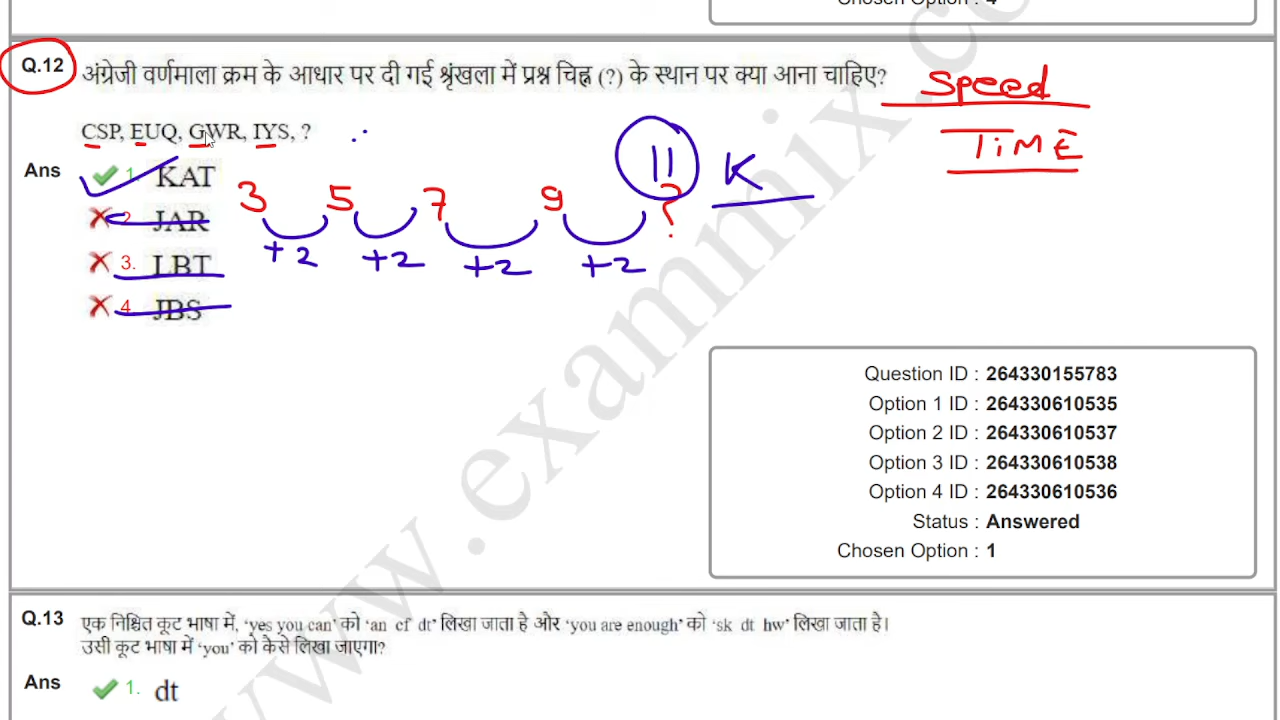 Chosen Option : 4
Q.12
अंग्रेजी वर्णमाला क्रम के आधार पर दी गई श्रृंखला में प्रश्न चिह्न (?) के स्थान पर क्या आना चाहिए?
Speed
TiME
CSP, EUQ, GWR, IYS, ?
Ans
1. KAT
2. JAR
3. LBT
4. JBS
3 5 7 9 ?
11 K
+2 +2 +2 +2
Question ID : 264330155783
Option 1 ID : 264330610535
Option 2 ID : 264330610537
Option 3 ID : 264330610538
Option 4 ID : 264330610536
Status : Answered
Chosen Option : 1
Q.13
एक निश्चित कूट भाषा में, ‘yes you can’ को ‘an cf dt’ लिखा जाता है और ‘you are enough’ को ‘sk dt hw’ लिखा जाता है।
उसी कूट भाषा में ‘you’ को कैसे लिखा जाएगा?
Ans
1. dt
www.exammix.co